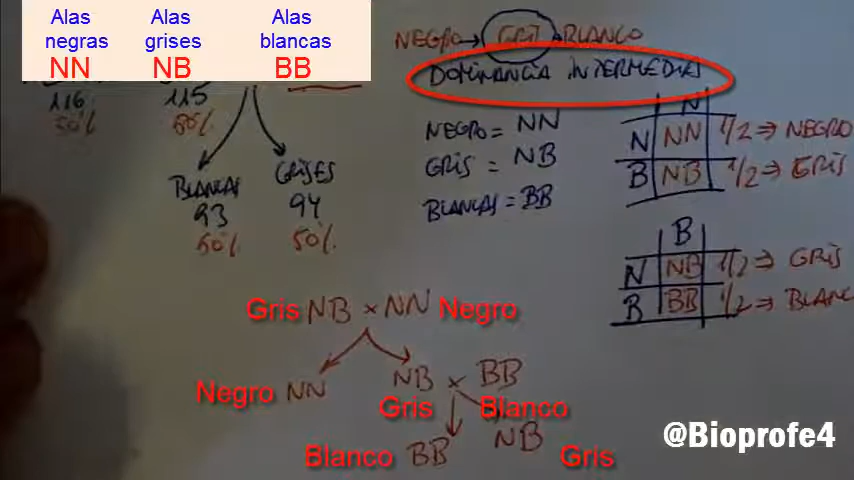 Alas negras
NN
Alas grises
NB
Alas blancas
BB
116
50%
115
50%
BLANCAS
93
50%
GRISES
94
50%
NEGRO → GRIS BLANCO
DOMINANCIA INTERMEDIA
NEGRO = NN
GRIS = NB
BLANCAS = BB
N
N NN 1/2 ⇒ NEGRO
B NB 1/2 ⇒ GRIS
B
N NB 1/2 ⇒ GRIS
B BB 1/2 ⇒ BLANC
Gris NB × NN Negro
Negro NN
NB × BB
Gris Blanco
Blanco BB
NB Gris
@Bioprofe4